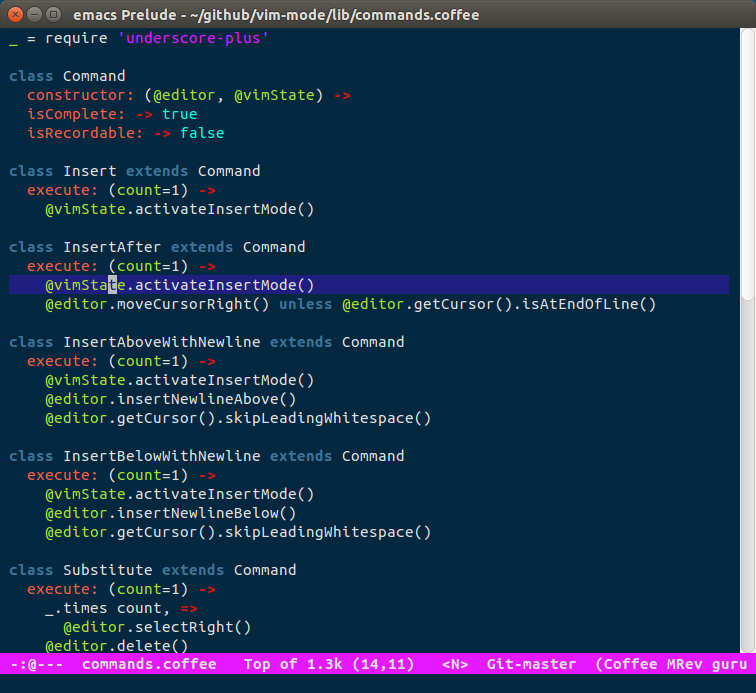 emacs Prelude - ~/github/vim-mode/lib/commands.coffee
_ = require 'underscore-plus'
class Command
constructor: (@editor, @vimState) ->
isComplete: -> true
isRecordable: -> false
class Insert extends Command
execute: (count=1) ->
@vimState.activateInsertMode()
class InsertAfter extends Command
execute: (count=1) ->
@vimState.activateInsertMode()
@editor.moveCursorRight() unless @editor.getCursor().isAtEndOfLine()
class InsertAboveWithNewline extends Command
execute: (count=1) ->
@vimState.activateInsertMode()
@editor.insertNewlineAbove()
@editor.getCursor().skipLeadingWhitespace()
class InsertBelowWithNewline extends Command
execute: (count=1) ->
@vimState.activateInsertMode()
@editor.insertNewlineBelow()
@editor.getCursor().skipLeadingWhitespace()
class Substitute extends Command
execute: (count=1) ->
_.times count, =>
@editor.selectRight()
@editor.delete()
-:@--- commands.coffee Top of 1.3k (14,11) <N> Git-master (Coffee MRev guru